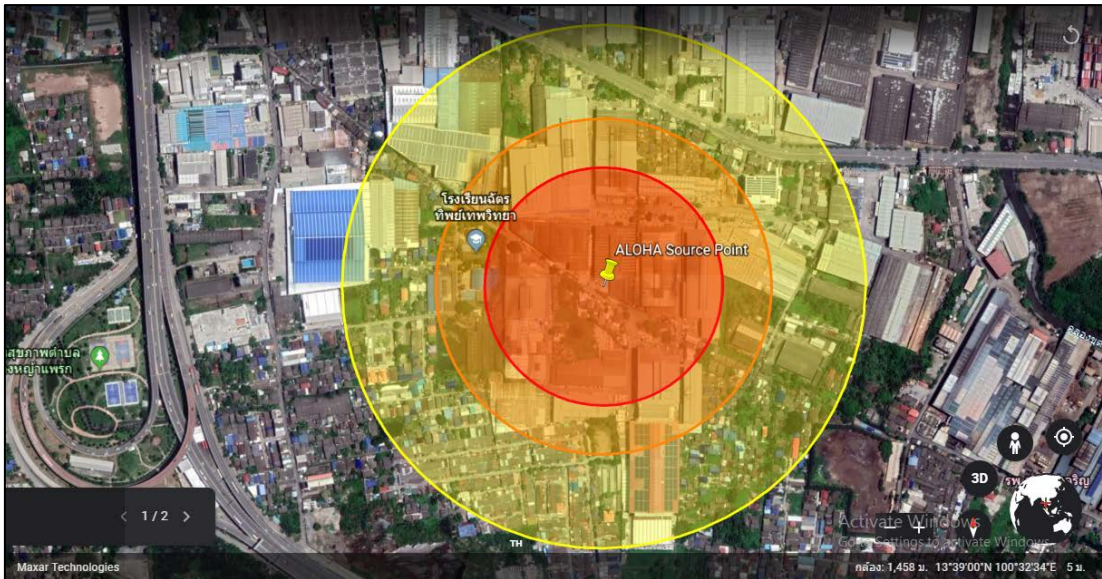 โรงเรียนฉัตร
ทิพย์เทพวิทยา
ALOHA Source Point
สุขภาพตำบล
งหญ้าแพรก
3D
1 / 2
TH
Activate Windows
Settings to activate Windows.
Maxar Technologies
กล้อง: 1,458 ม. 13°39'00"N 100°32'34"E 5 ม.